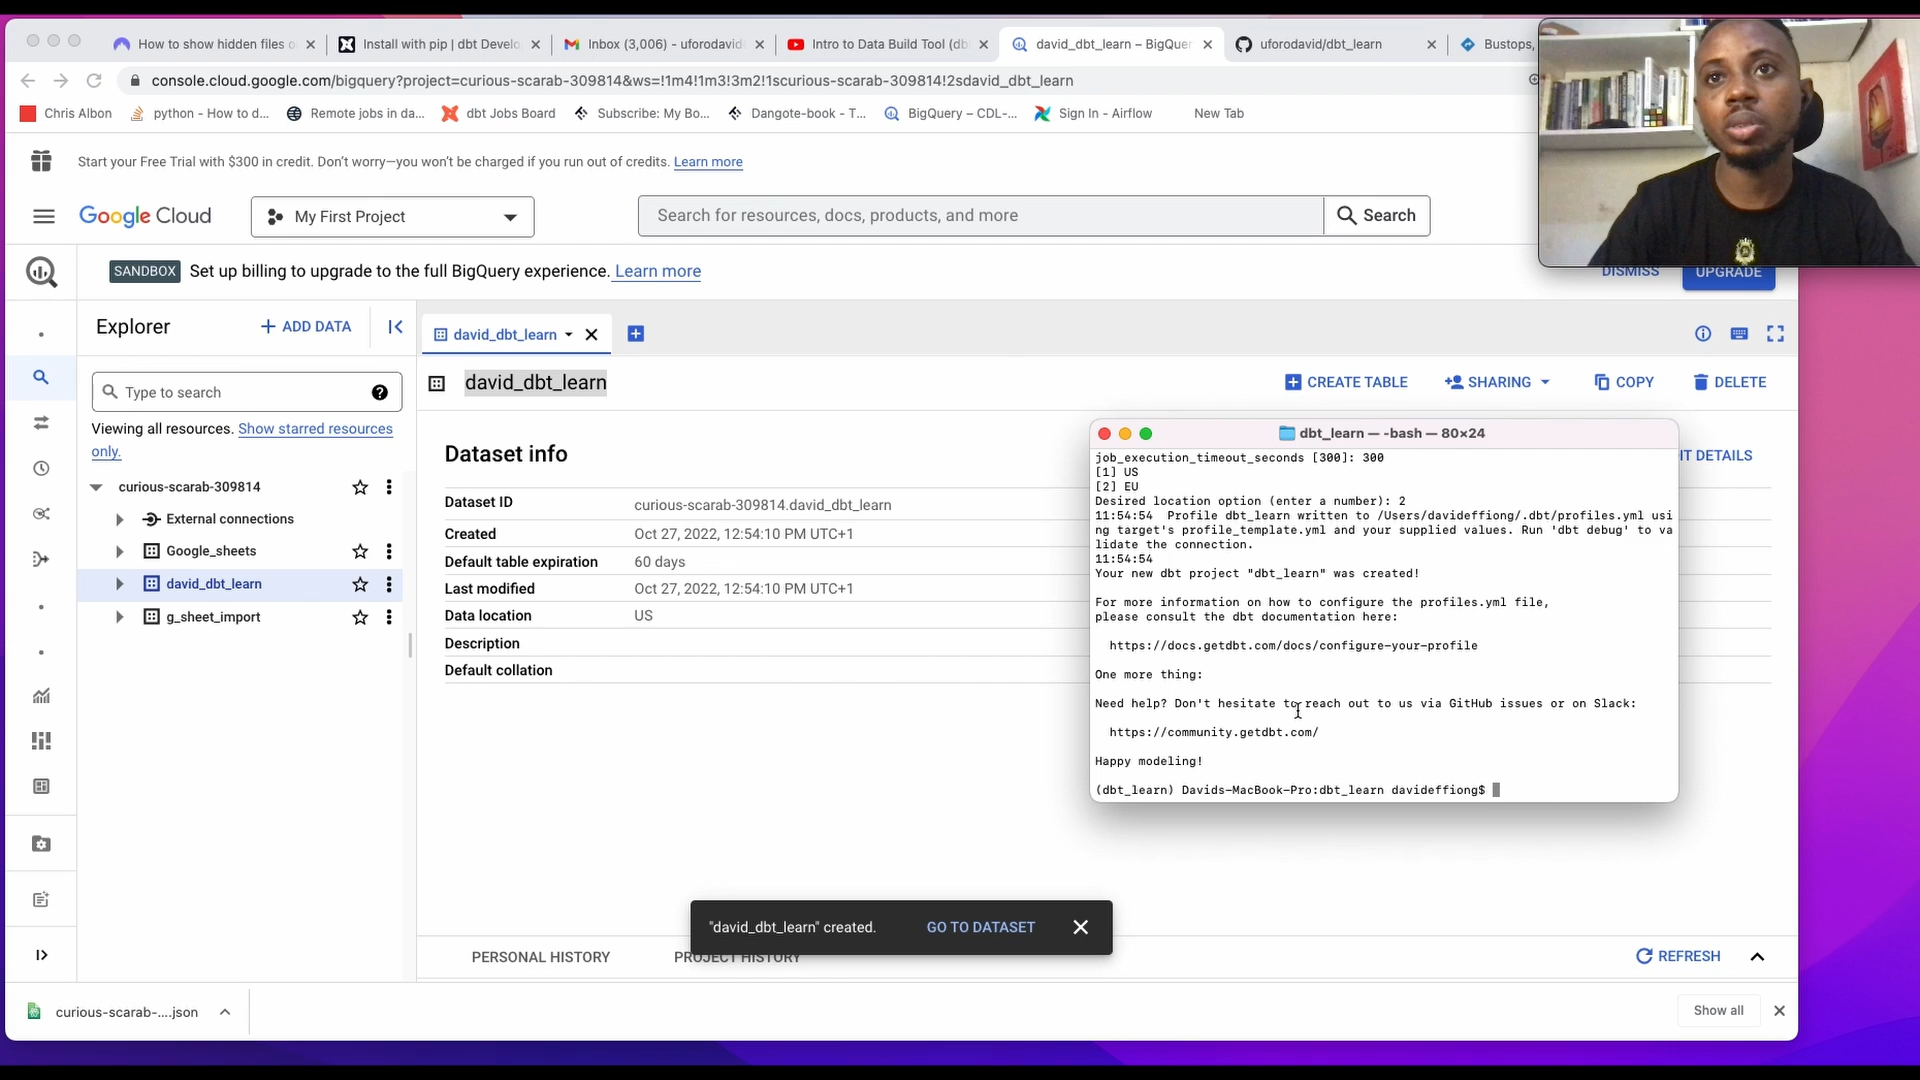 How to show hidden files o
Install with pip | dbt Develo
Inbox (3,006) - uforodavid
Intro to Data Build Tool (db
david_dbt_learn – BigQuer
uforodavid/dbt_learn
Bustops,
console.cloud.google.com/bigquery?project=curious-scarab-309814&ws=!1m4!1m3!3m2!1scurious-scarab-309814!2sdavid_dbt_learn
Chris Albon
python - How to d...
Remote jobs in da...
dbt Jobs Board
Subscribe: My Bo...
Dangote-book - T...
BigQuery – CDL-...
Sign In - Airflow
New Tab
Start your Free Trial with $300 in credit. Don't worry—you won't be charged if you run out of credits. Learn more
Google Cloud
My First Project
Search for resources, docs, products, and more
Search
SANDBOX Set up billing to upgrade to the full BigQuery experience. Learn more
DISMISS
UPGRADE
Explorer
+ ADD DATA
david_dbt_learn
Type to search
david_dbt_learn
CREATE TABLE
SHARING
COPY
DELETE
Viewing all resources. Show starred resources
only.
Dataset info
IT DETAILS
curious-scarab-309814
External connections
Google_sheets
david_dbt_learn
g_sheet_import
Dataset ID curious-scarab-309814.david_dbt_learn
Created Oct 27, 2022, 12:54:10 PM UTC+1
Default table expiration 60 days
Last modified Oct 27, 2022, 12:54:10 PM UTC+1
Data location US
Description
Default collation
dbt_learn — -bash — 80×24
job_execution_timeout_seconds [300]: 300
[1] US
[2] EU
Desired location option (enter a number): 2
11:54:54  Profile dbt_learn written to /Users/davideffiong/.dbt/profiles.yml usi
ng target's profile_template.yml and your supplied values. Run 'dbt debug' to va
lidate the connection.
11:54:54
Your new dbt project "dbt_learn" was created!
For more information on how to configure the profiles.yml file,
please consult the dbt documentation here:
https://docs.getdbt.com/docs/configure-your-profile
One more thing:
Need help? Don't hesitate to reach out to us via GitHub issues or on Slack:
https://community.getdbt.com/
Happy modeling!
(dbt_learn) Davids-MacBook-Pro:dbt_learn davideffiong$
"david_dbt_learn" created.
GO TO DATASET
PERSONAL HISTORY
PROJECT HISTORY
REFRESH
curious-scarab-....json
Show all